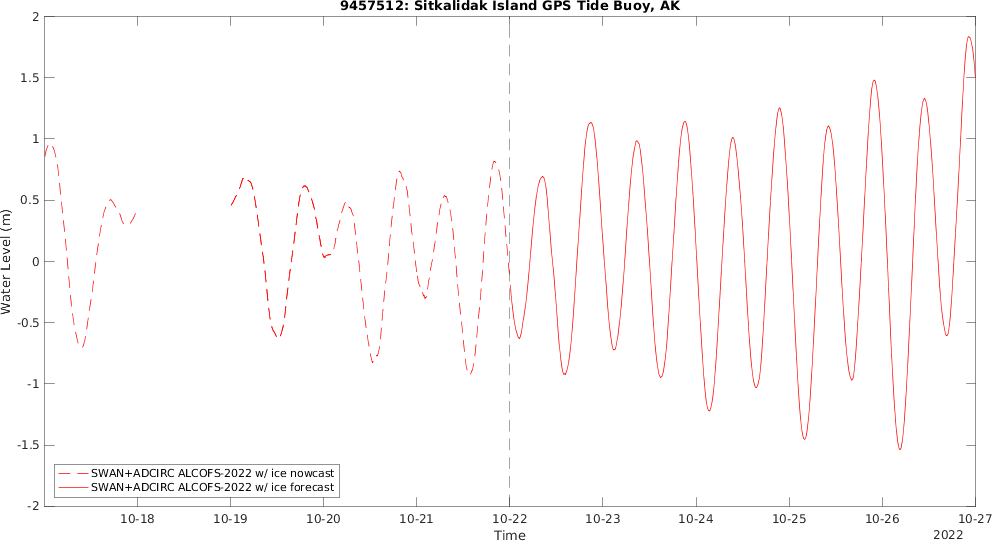 9457512: Sitkalidak Island GPS Tide Buoy, AK
2
1.5
1
0.5
0
-0.5
-1
-1.5
-2
Water Level (m)
SWAN+ADCIRC ALCOFS-2022 w/ ice nowcast
SWAN+ADCIRC ALCOFS-2022 w/ ice forecast
10-18 10-19 10-20 10-21 10-22 10-23 10-24 10-25 10-26 10-27
Time
2022